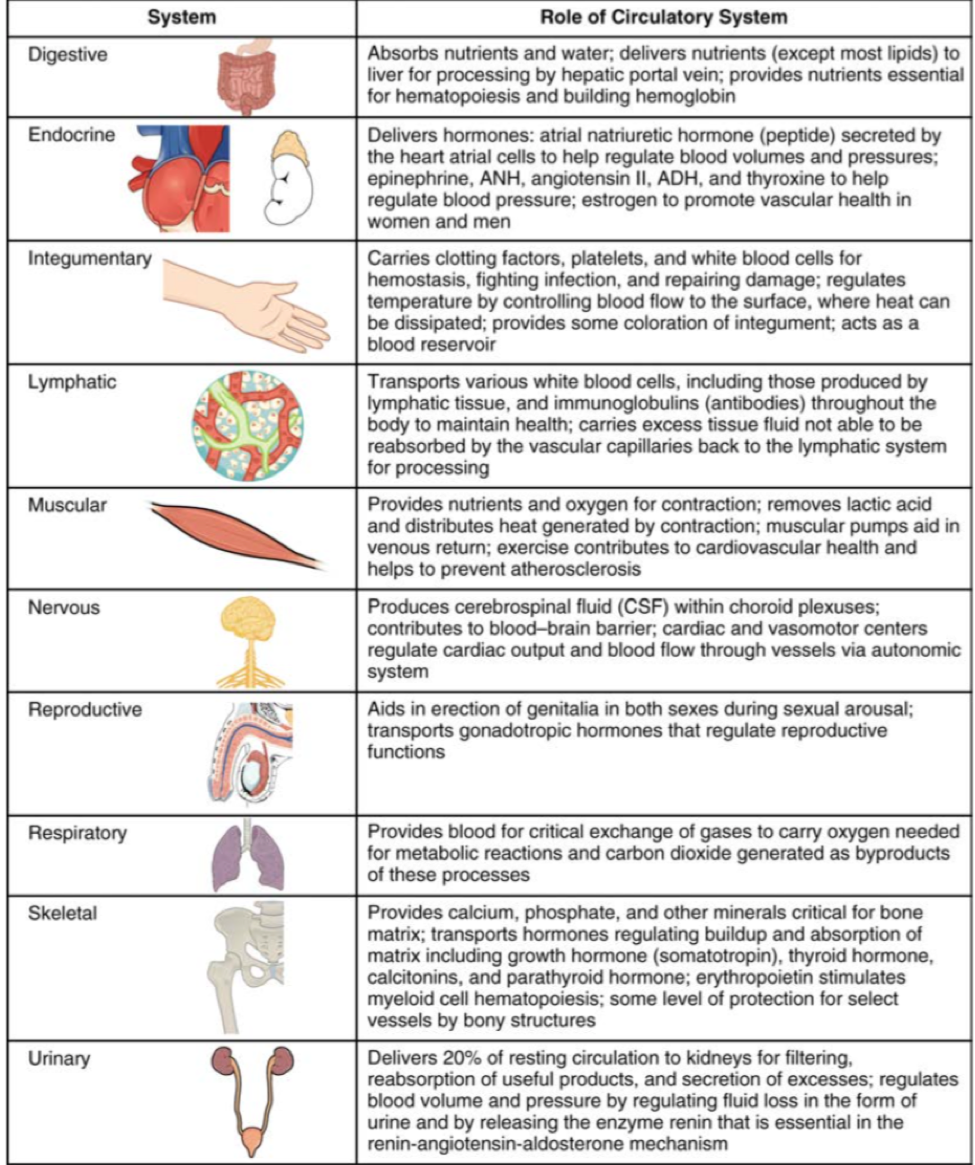 System
Role of Circulatory System
Digestive
Absorbs nutrients and water; delivers nutrients (except most lipids) to
liver for processing by hepatic portal vein; provides nutrients essential
for hematopoiesis and building hemoglobin
Endocrine
Delivers hormones: atrial natriuretic hormone (peptide) secreted by
the heart atrial cells to help regulate blood volumes and pressures;
epinephrine, ANH, angiotensin II, ADH, and thyroxine to help
regulate blood pressure; estrogen to promote vascular health in
women and men
Integumentary
Carries clotting factors, platelets, and white blood cells for
hemostasis, fighting infection, and repairing damage; regulates
temperature by controlling blood flow to the surface, where heat can
be dissipated; provides some coloration of integument; acts as a
blood reservoir
Lymphatic
Transports various white blood cells, including those produced by
lymphatic tissue, and immunoglobulins (antibodies) throughout the
body to maintain health; carries excess tissue fluid not able to be
reabsorbed by the vascular capillaries back to the lymphatic system
for processing
Muscular
Provides nutrients and oxygen for contraction; removes lactic acid
and distributes heat generated by contraction; muscular pumps aid in
venous return; exercise contributes to cardiovascular health and
helps to prevent atherosclerosis
Nervous
Produces cerebrospinal fluid (CSF) within choroid plexuses;
contributes to blood–brain barrier; cardiac and vasomotor centers
regulate cardiac output and blood flow through vessels via autonomic
system
Reproductive
Aids in erection of genitalia in both sexes during sexual arousal;
transports gonadotropic hormones that regulate reproductive
functions
Respiratory
Provides blood for critical exchange of gases to carry oxygen needed
for metabolic reactions and carbon dioxide generated as byproducts
of these processes
Skeletal
Provides calcium, phosphate, and other minerals critical for bone
matrix; transports hormones regulating buildup and absorption of
matrix including growth hormone (somatotropin), thyroid hormone,
calcitonins, and parathyroid hormone; erythropoietin stimulates
myeloid cell hematopoiesis; some level of protection for select
vessels by bony structures
Urinary
Delivers 20% of resting circulation to kidneys for filtering,
reabsorption of useful products, and secretion of excesses; regulates
blood volume and pressure by regulating fluid loss in the form of
urine and by releasing the enzyme renin that is essential in the
renin-angiotensin-aldosterone mechanism